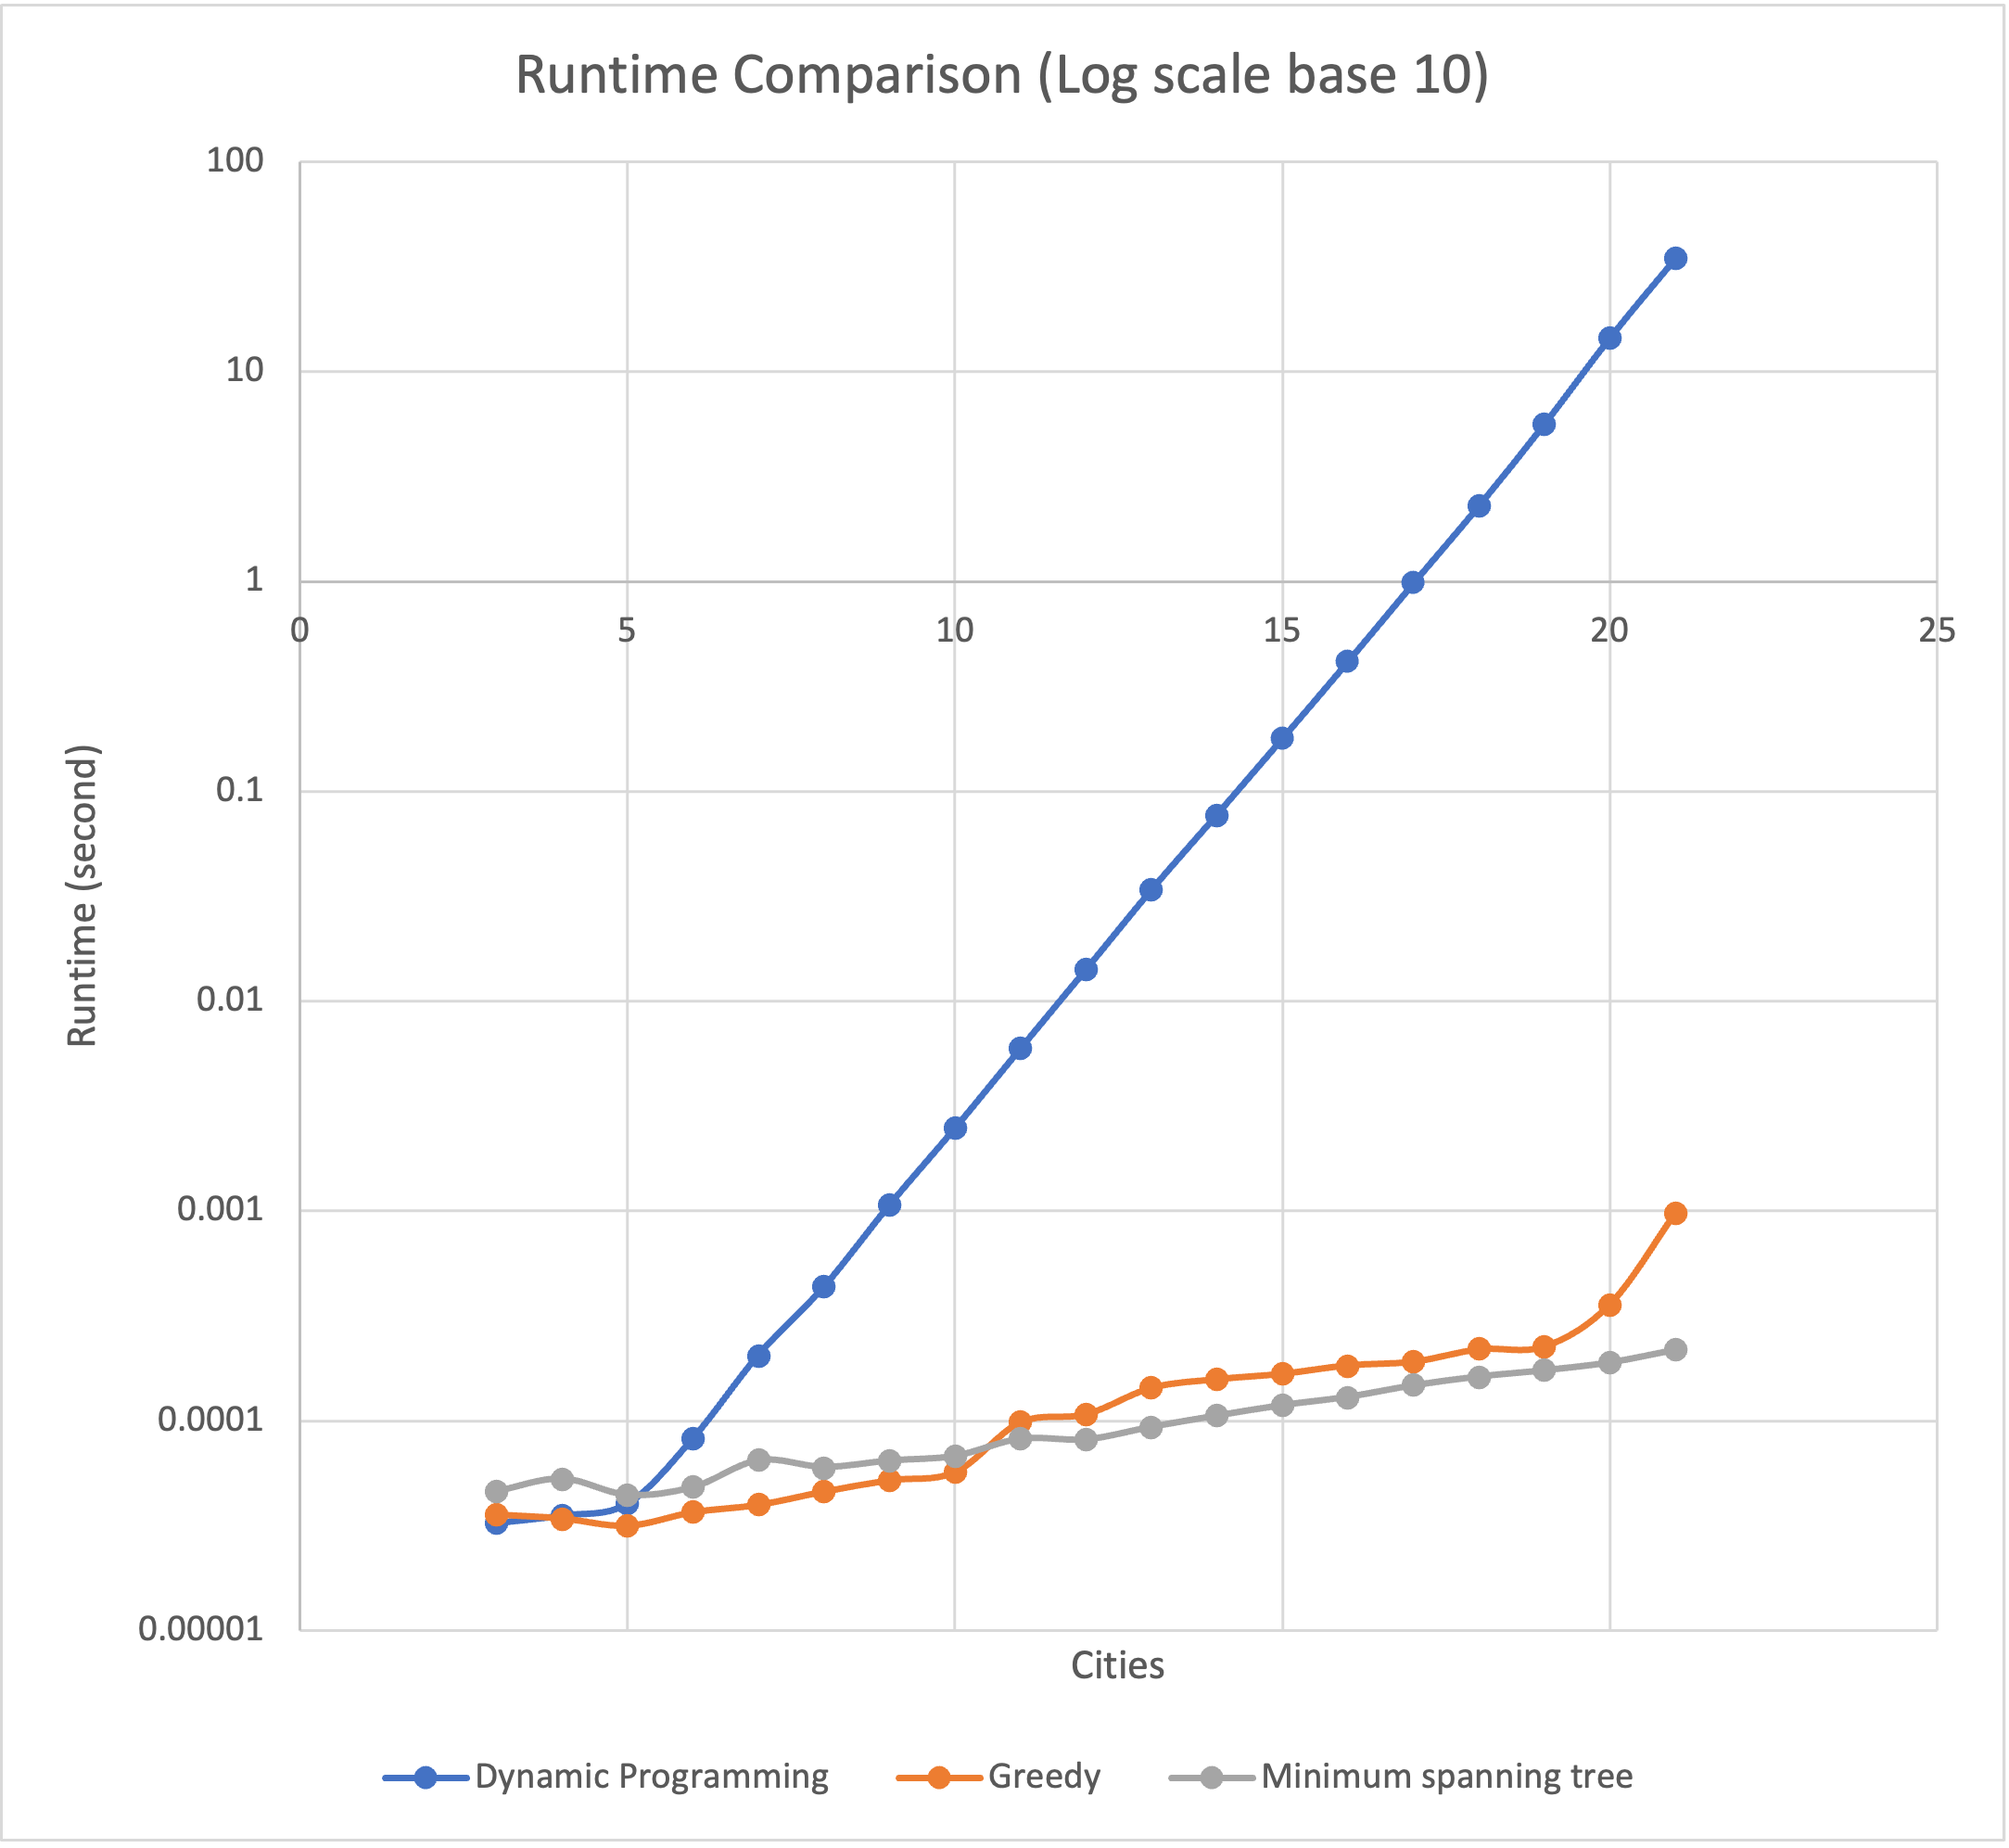 Runtime Comparison (Log scale base 10)
100
10
1
0 5 10 15 20 25
0.1
0.01
0.001
0.0001
0.00001
Runtime (second)
Cities
Dynamic Programming Greedy Minimum spanning tree